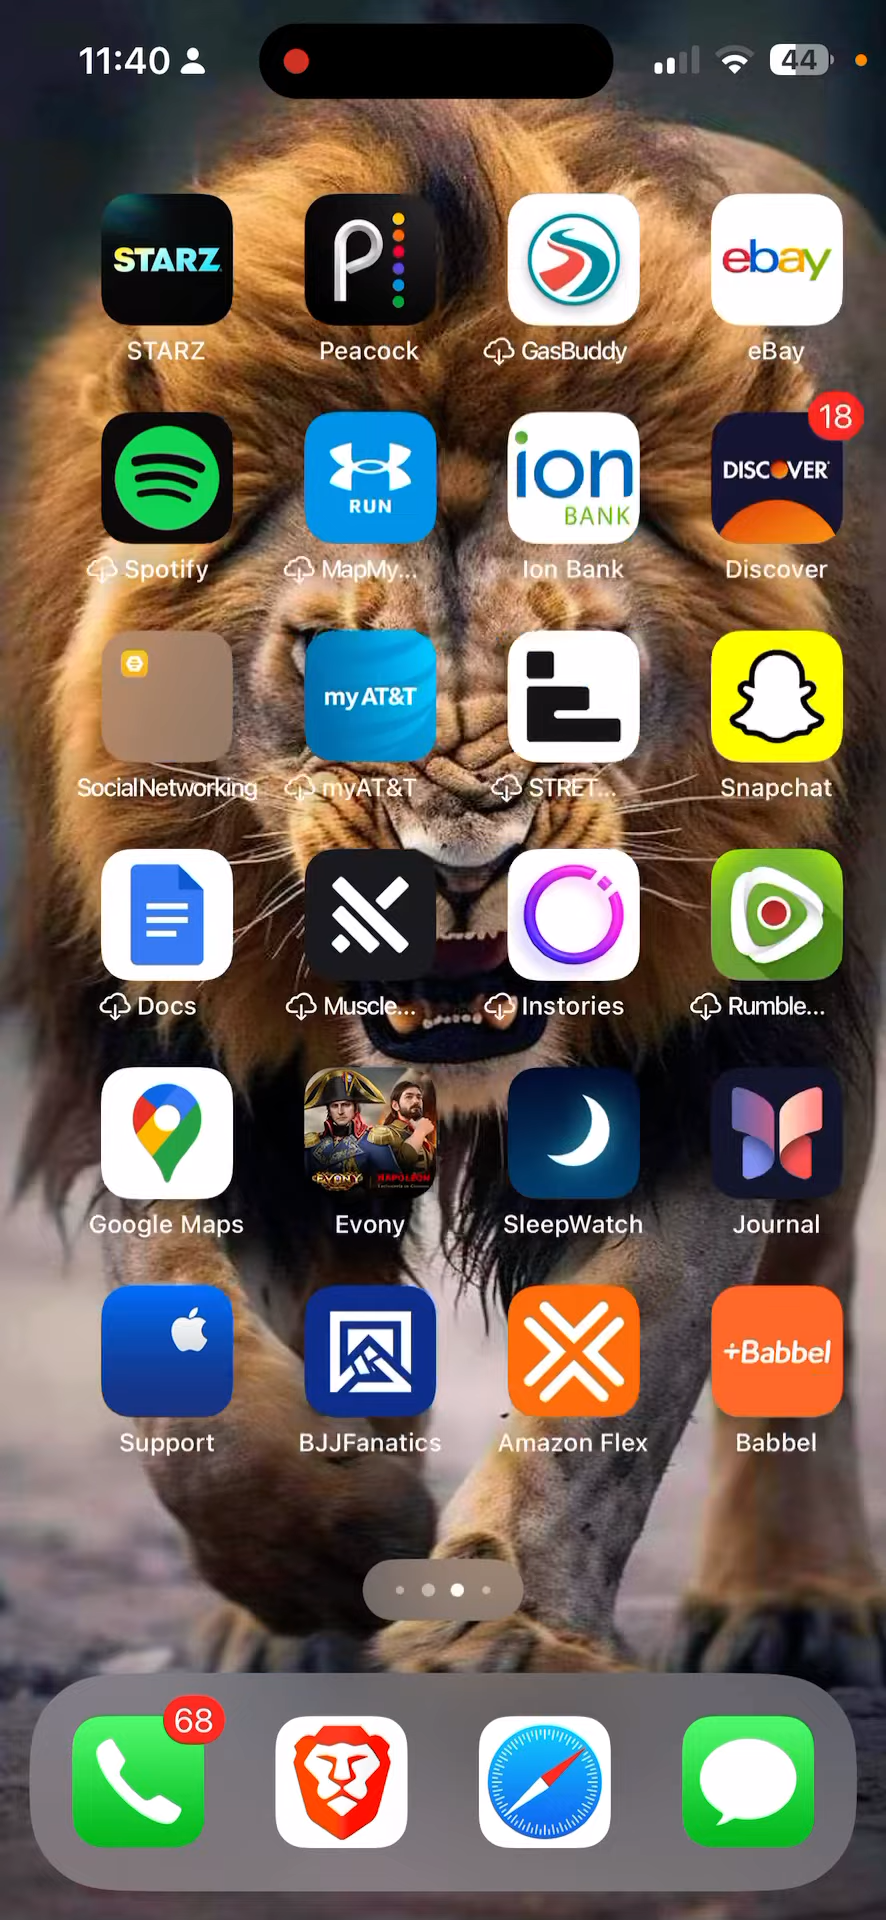 11:40
44
STARZ
ebay
STARZ
Peacock
GasBuddy
eBay
18
RUN
ion
BANK
DISCOVER
Spotify
MapMy...
Ion Bank
Discover
my AT&T
SocialNetworking
myAT&T
STRET...
Snapchat
Docs
Muscle...
Instories
Rumble...
EVONY
NAPOLEON
Google Maps
Evony
SleepWatch
Journal
+Babbel
Support
BJJFanatics
Amazon Flex
Babbel
68